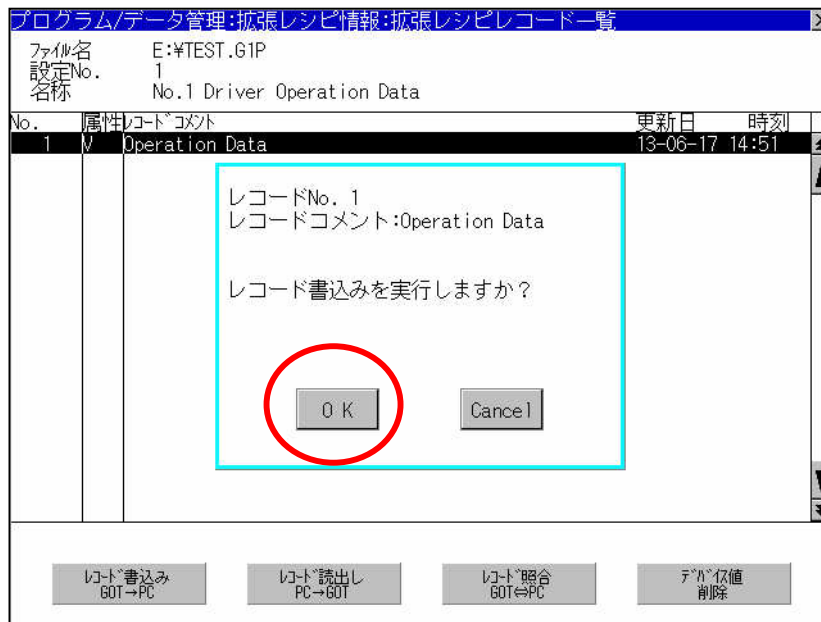 プログラム/データ管理:拡張レシピ情報:拡張レシピレコード一覧
ファイル名 E:¥TEST.G1P
設定No. 1
名称 No.1 Driver Operation Data
No. 属性 レコードコメント 更新日 時刻
1 V Operation Data 13-06-17 14:51
レコードNo. 1
レコードコメント:Operation Data
レコード書込みを実行しますか？
OK Cancel
レコード書込み レコード読出し レコード照合 デバイス値
GOT→PC PC→GOT GOT⇔PC 削除